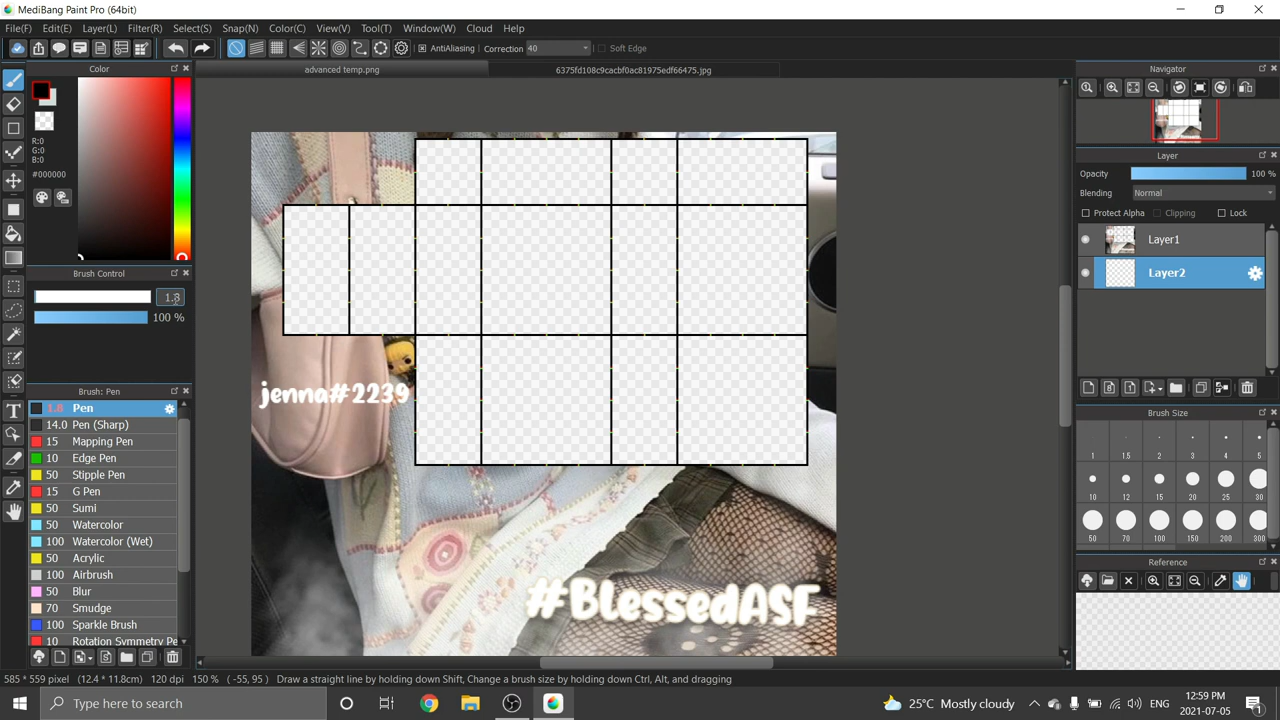 MediBang Paint Pro (64bit)
File(F) Edit(E) Layer(L) Filter(R) Select(S) Snap(N) Color(C) View(V) Tool(T) Window(W) Cloud Help
AntiAliasing Correction 40 Soft Edge
Color
advanced temp.png
6375fd108c9cacbf0ac81975edf66475.jpg
Navigator
R:0
G:0
B:0
#000000
Layer
Opacity 100 %
Blending Normal
Protect Alpha Clipping Lock
Layer1
Layer2
Brush Control
1.8
100 %
Brush: Pen
1.8 Pen
14.0 Pen (Sharp)
15 Mapping Pen
10 Edge Pen
50 Stipple Pen
15 G Pen
50 Sumi
50 Watercolor
100 Watercolor (Wet)
50 Acrylic
100 Airbrush
50 Blur
70 Smudge
100 Sparkle Brush
10 Rotation Symmetry Pe
jenna#2239
#BlessedASF
Brush Size
1 1.5 2 3 4 5
10 12 15 20 25 30
50 70 100 150 200 300
Reference
585 * 559 pixel (12.4 * 11.8cm) 120 dpi 150 % ( -55, 95 ) Draw a straight line by holding down Shift, Change a brush size by holding down Ctrl, Alt, and dragging
Type here to search
25°C Mostly cloudy
ENG
12:59 PM
2021-07-05
1